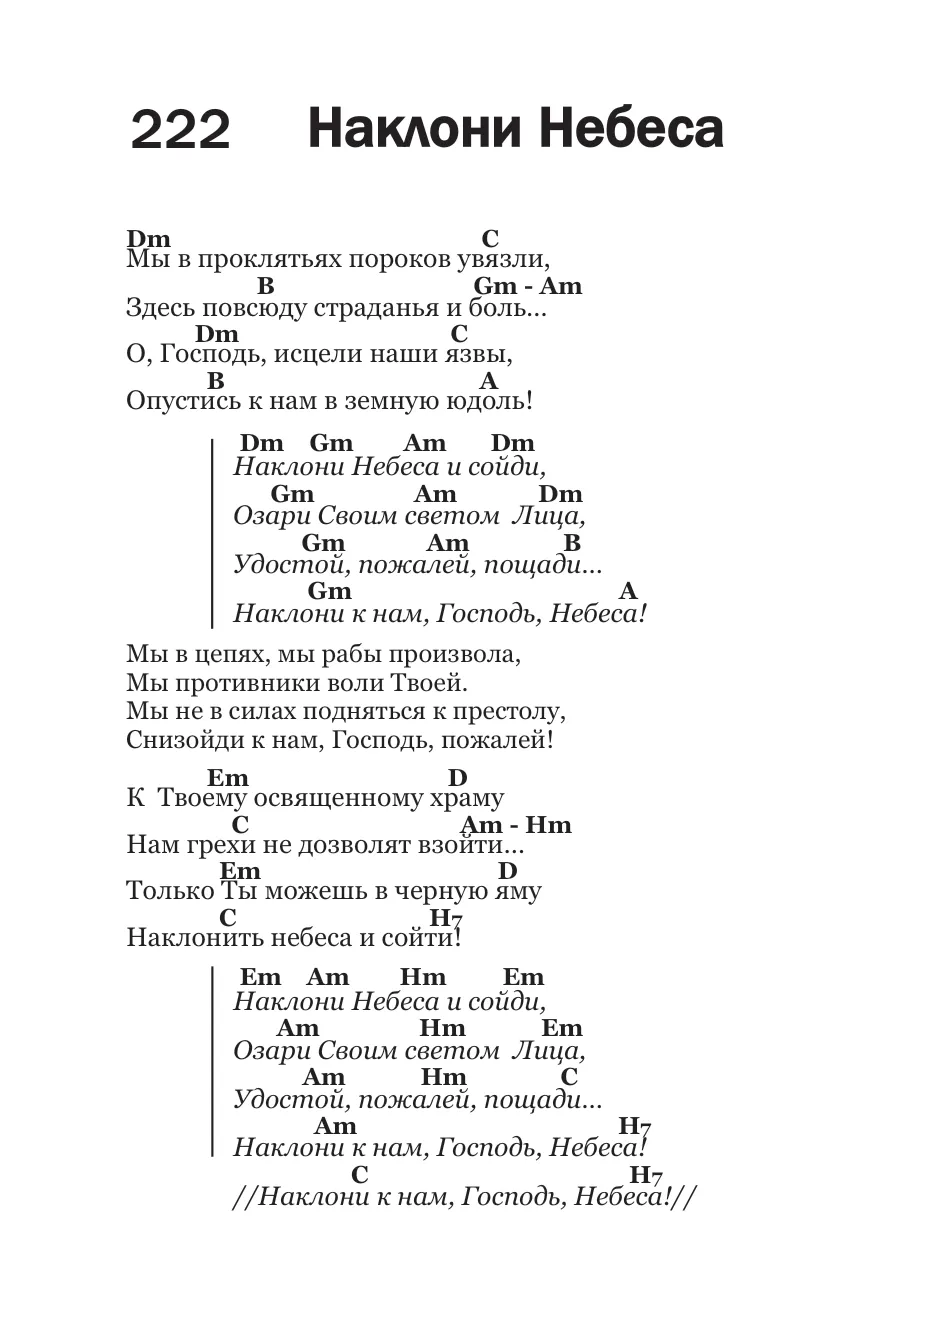 222 Наклони Небеса
Dm C
Мы в проклятьях пороков увязли,
B Gm - Am
Здесь повсюду страданья и боль...
Dm C
О, Господь, исцели наши язвы,
B A
Опустись к нам в земную юдоль!
Dm Gm Am Dm
Наклони Небеса и сойди,
Gm Am Dm
Озари Своим светом Лица,
Gm Am B
Удостой, пожалей, пощади...
Gm A
Наклони к нам, Господь, Небеса!
Мы в цепях, мы рабы произвола,
Мы противники воли Твоей.
Мы не в силах подняться к престолу,
Снизойди к нам, Господь, пожалей!
Em D
К Твоему освященному храму
C Am - Hm
Нам грехи не дозволят взойти...
Em D
Только Ты можешь в черную яму
C H7
Наклонить небеса и сойти!
Em Am Hm Em
Наклони Небеса и сойди,
Am Hm Em
Озари Своим светом Лица,
Am Hm C
Удостой, пожалей, пощади...
Am H7
Наклони к нам, Господь, Небеса!
C H7
//Наклони к нам, Господь, Небеса!//